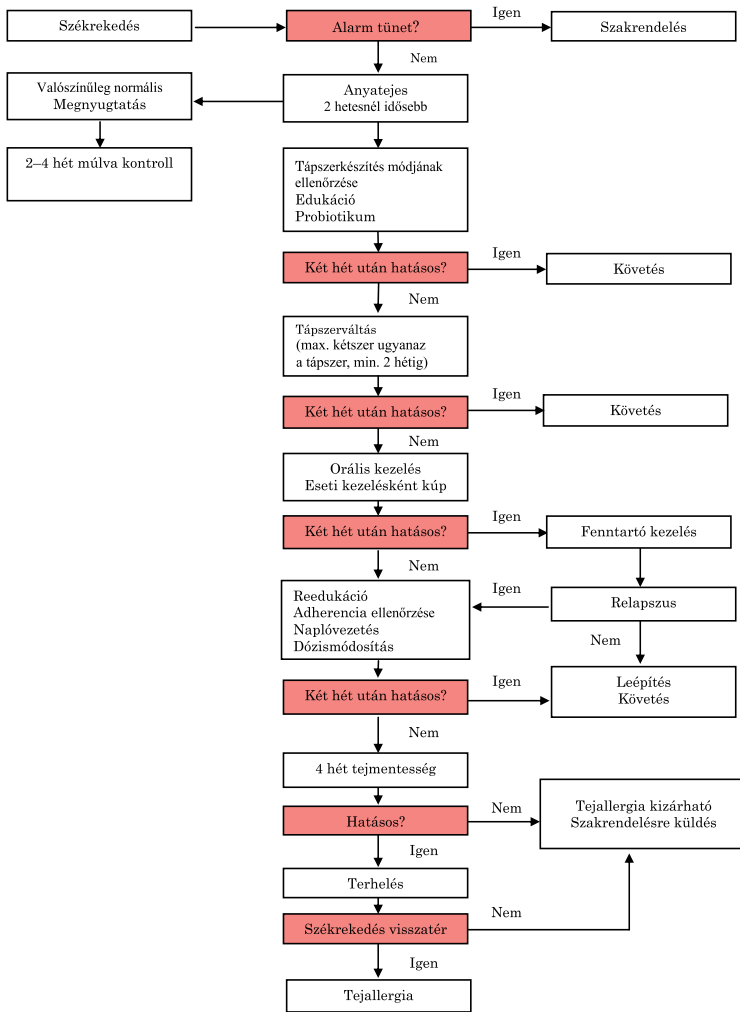 Székrekedés
Alarm tünet?
Igen
Szakrendelés
Nem
Valószínűleg normális
Megnyugtatás
Anyatejes
2 hetesnél idősebb
2–4 hét múlva kontroll
Tápszerkészítés módjának
ellenőrzése
Edukáció
Probiotikum
Két hét után hatásos?
Igen
Követés
Nem
Tápszerváltás
(max. kétszer ugyanaz
a tápszer, min. 2 hétig)
Két hét után hatásos?
Igen
Követés
Nem
Orális kezelés
Eseti kezelésként kúp
Két hét után hatásos?
Igen
Fenntartó kezelés
Nem
Reedukáció
Adherencia ellenőrzése
Naplóvezetés
Dózismódosítás
Igen
Relapszus
Nem
Két hét után hatásos?
Igen
Leépítés
Követés
Nem
4 hét tejmentesség
Hatásos?
Nem
Tejallergia kizárható
Szakrendelésre küldés
Igen
Terhelés
Székrekedés visszatér
Nem
Igen
Tejallergia